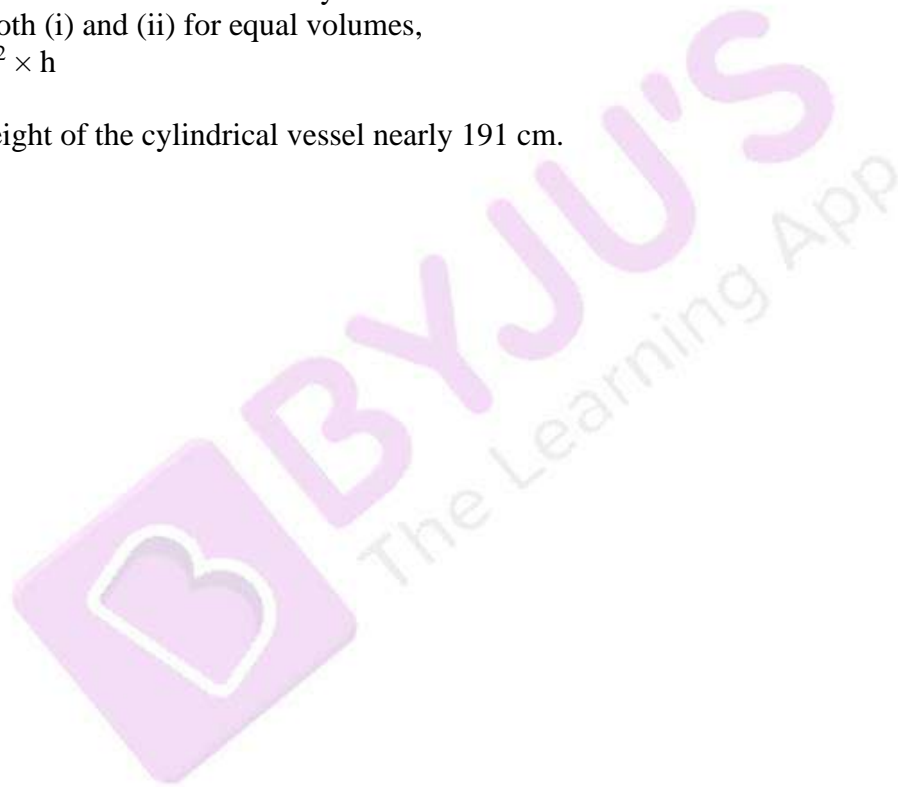 oth (i) and (ii) for equal volumes,
² × h
eight of the cylindrical vessel nearly 191 cm.
BYJU'S
The Learning App